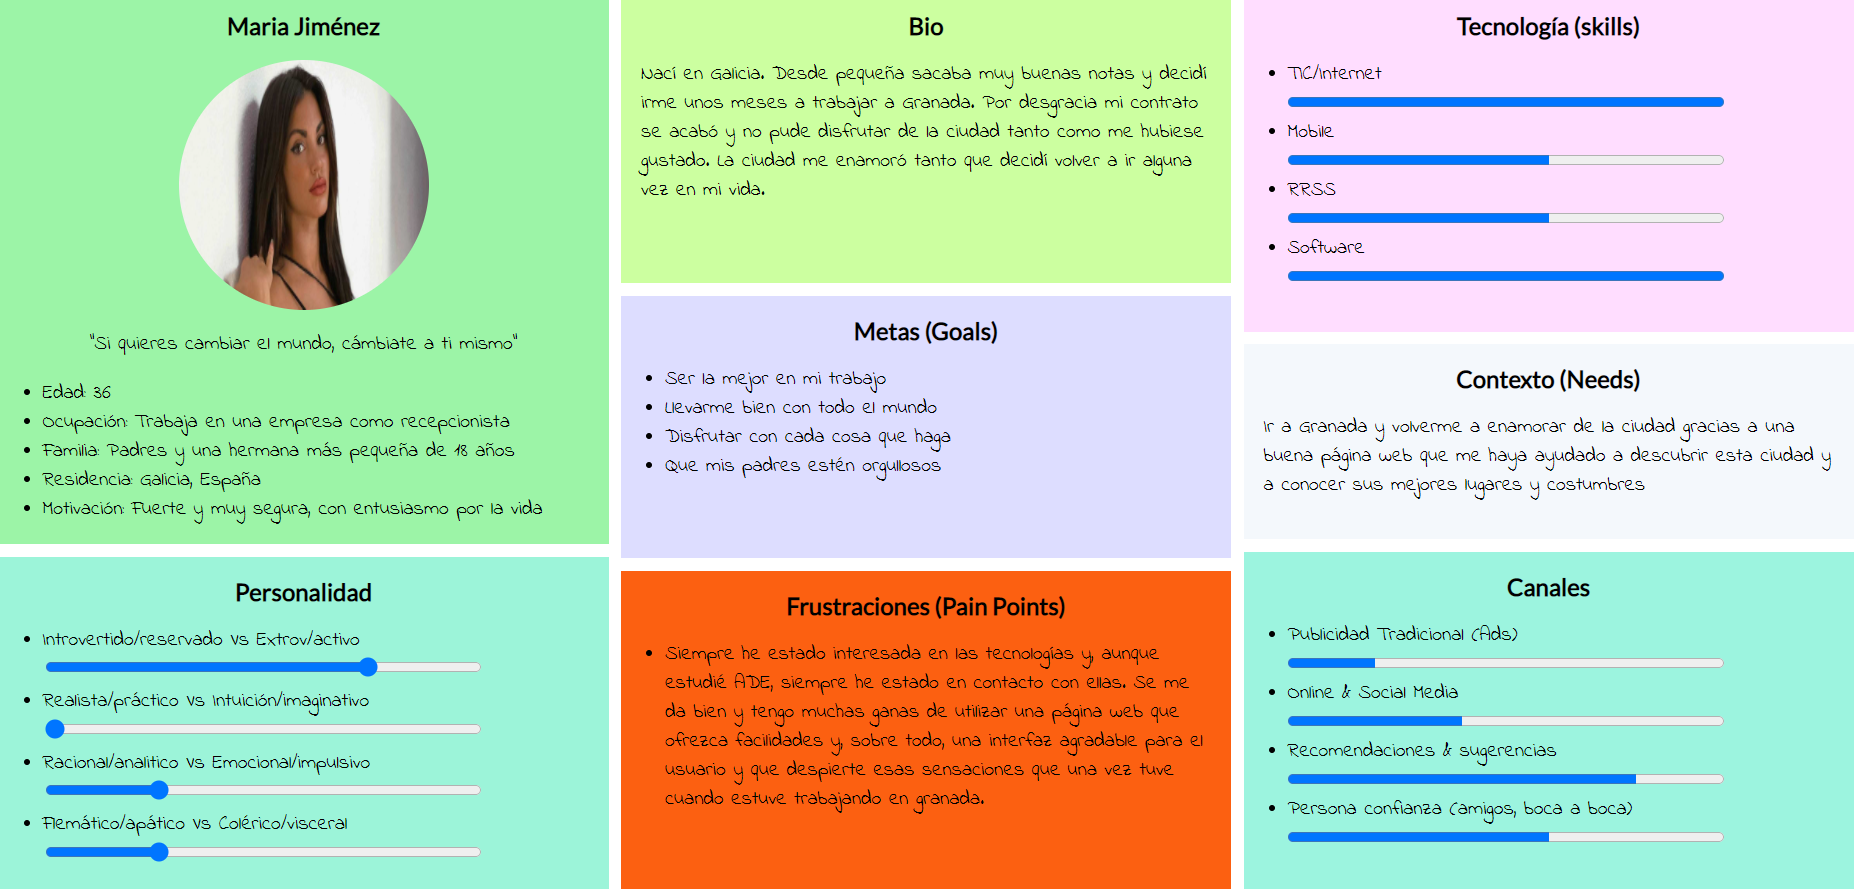 Maria Jiménez
"Si quieres cambiar el mundo, cámbiate a ti mismo"
Edad: 36
Ocupación: Trabaja en una empresa como recepcionista
Familia: Padres y una hermana más pequeña de 18 años
Residencia: Galicia, España
Motivación: Fuerte y muy segura, con entusiasmo por la vida
Personalidad
Introvertido/reservado Vs Extrov/activo
Realista/práctico Vs Intuición/imaginativo
Racional/analítico Vs Emocional/impulsivo
Flemático/apático Vs Colérico/visceral
Bio
Nací en Galicia. Desde pequeña sacaba muy buenas notas y decidí
irme unos meses a trabajar a Granada. Por desgracia mi contrato
se acabó y no pude disfrutar de la ciudad tanto como me hubiese
gustado. La ciudad me enamoró tanto que decidí volver a ir alguna
vez en mi vida.
Metas (Goals)
Ser la mejor en mi trabajo
Llevarme bien con todo el mundo
Disfrutar con cada cosa que haga
Que mis padres estén orgullosos
Frustraciones (Pain Points)
Siempre he estado interesada en las tecnologías y, aunque
estudié ADE, siempre he estado en contacto con ellas. Se me
da bien y tengo muchas ganas de utilizar una página web que
ofrezca facilidades y, sobre todo, una interfaz agradable para el
usuario y que despierte esas sensaciones que una vez tuve
cuando estuve trabajando en granada.
Tecnología (skills)
TIC/Internet
Mobile
RRSS
Software
Contexto (Needs)
Ir a Granada y volverme a enamorar de la ciudad gracias a una
buena página web que me haya ayudado a descubrir esta ciudad y
a conocer sus mejores lugares y costumbres
Canales
Publicidad Tradicional (Ads)
Online & Social Media
Recomendaciones & sugerencias
Persona confianza (amigos, boca a boca)